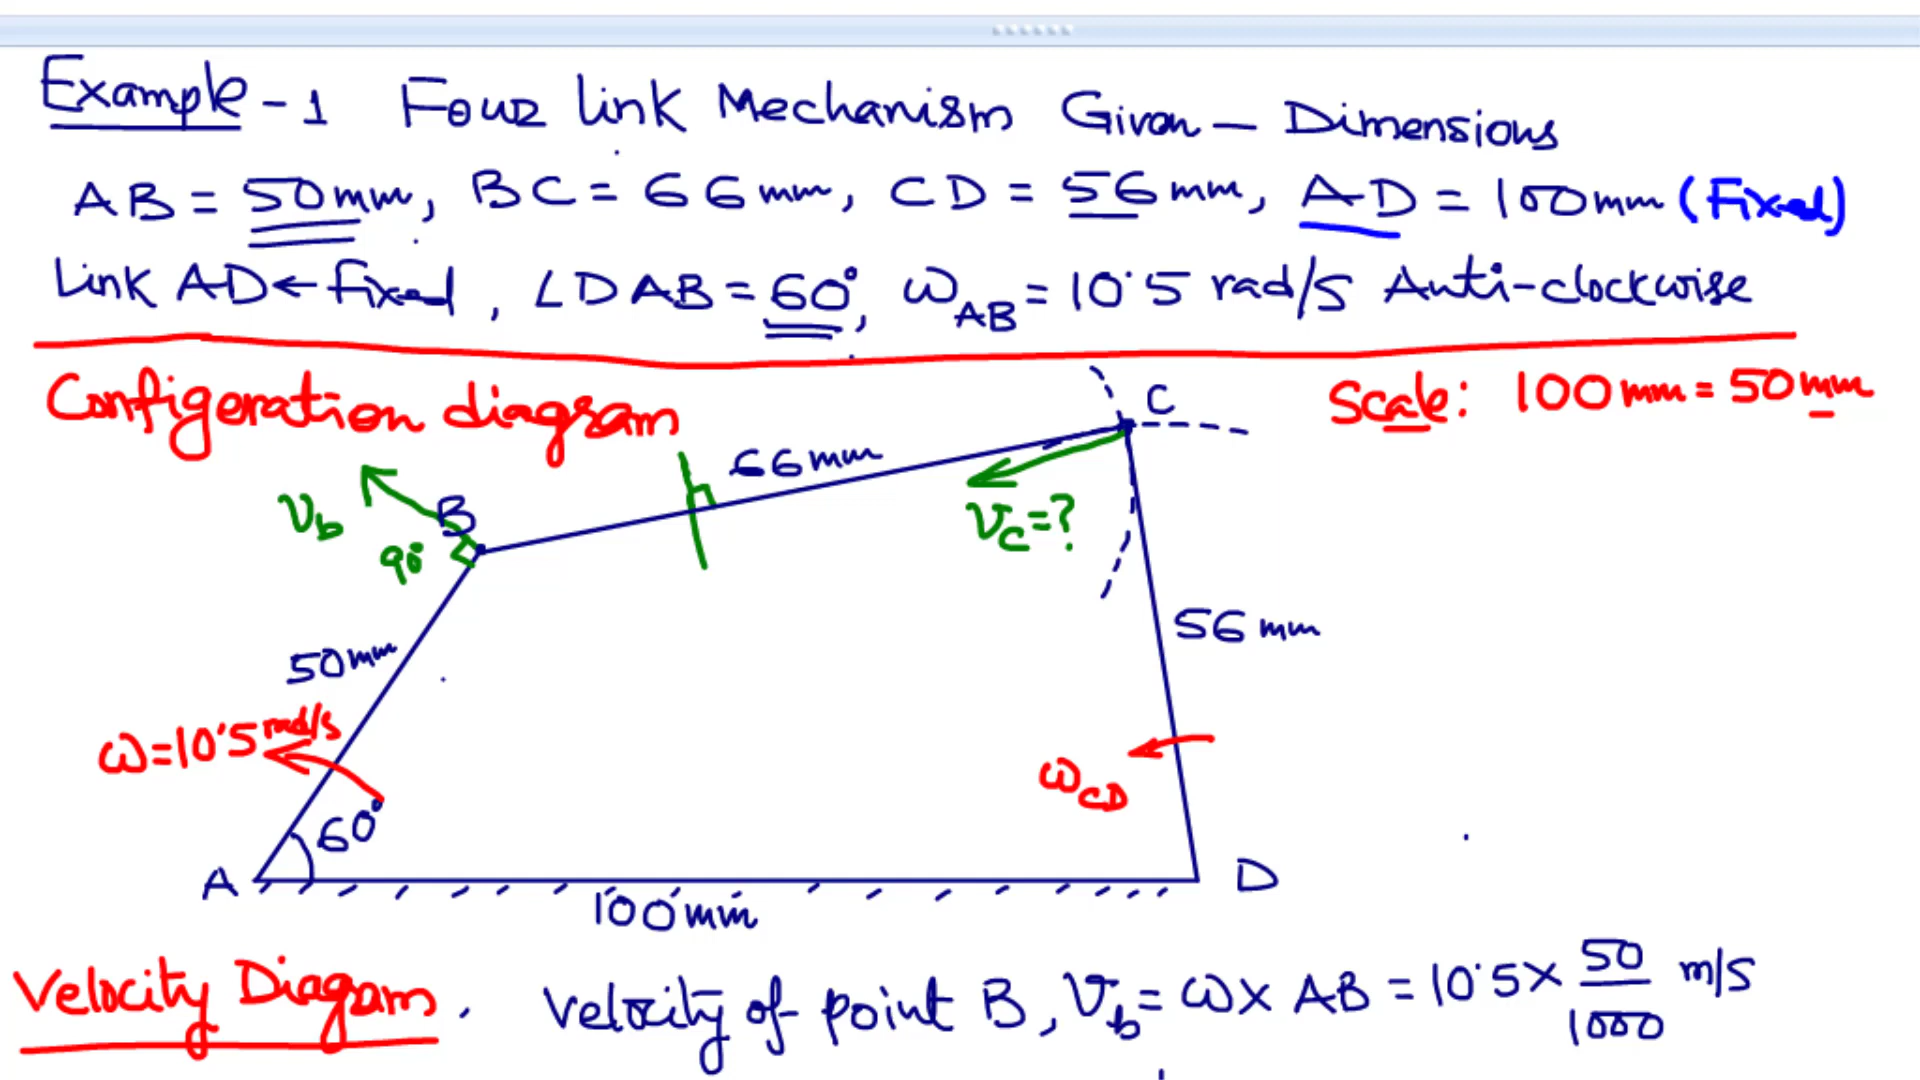 Example - 1 Four link Mechanism Given - Dimensions
AB = 50mm, BC = 66mm, CD = 56mm, AD = 100mm (Fixed)
Link AD ← fixed, ∠DAB = 60°, ω_AB = 10·5 rad/s Anti-clockwise
Configeration diagram
Scale: 100mm = 50mm
C
66mm
V_b
B
90°
V_c = ?
50mm
56mm
ω = 10·5 rad/s
ω_CD
60°
A
D
100mm
Velocity Diagram. Velocity of point B, V_b = ω × AB = 10·5 × 50/1000 m/s